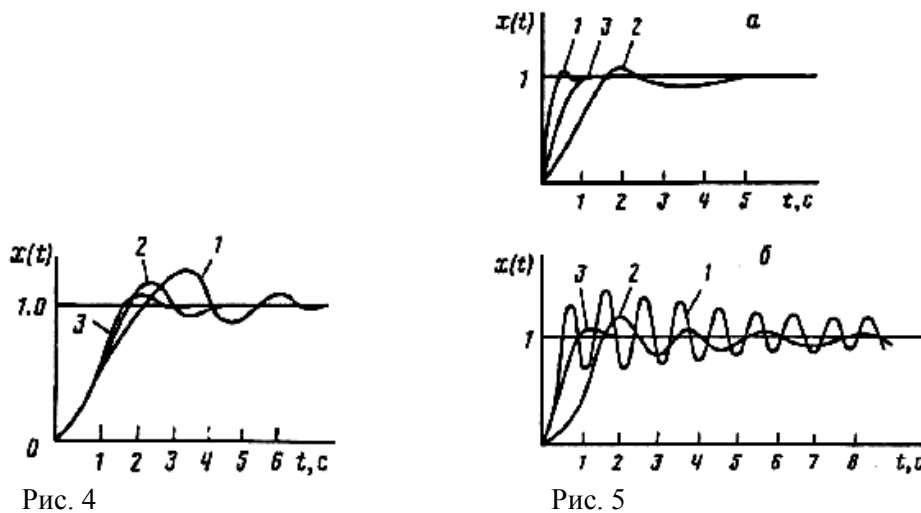 x(t) 1 3 2 а
1
1 2 3 4 5 t,c
x(t) 2 1
1.0
3
0
1 2 3 4 5 6 t,c
Рис. 4
x(t) 3 2 1 б
1
1 2 3 4 5 6 7 8 t,c
Рис. 5